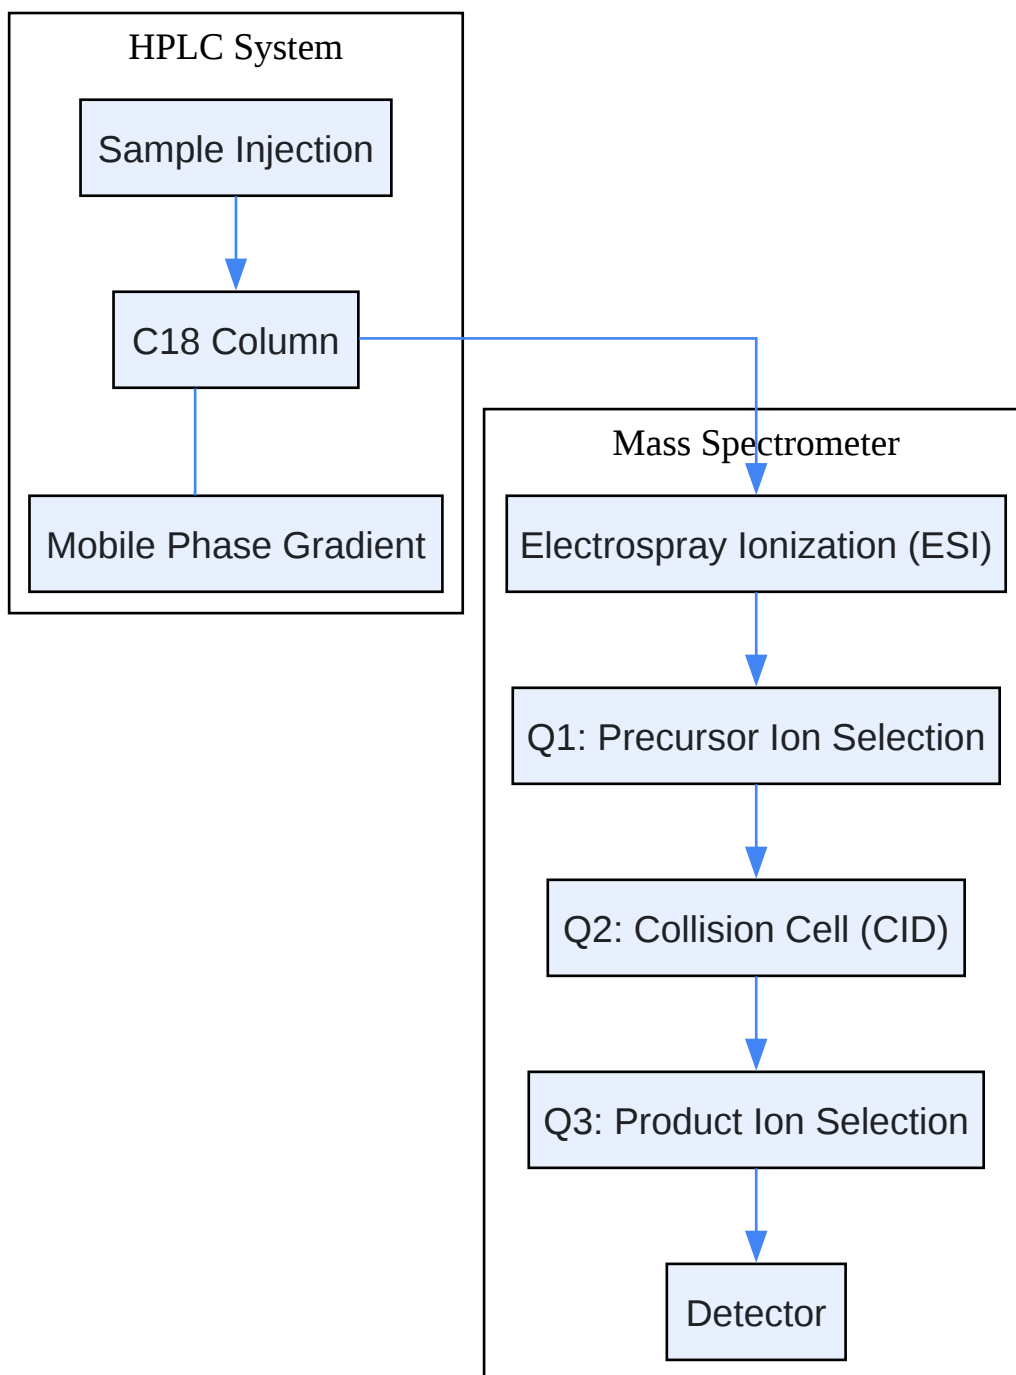 HPLC System
Sample Injection
C18 Column
Mobile Phase Gradient
Mass Spectrometer
Electrospray Ionization (ESI)
Q1: Precursor Ion Selection
Q2: Collision Cell (CID)
Q3: Product Ion Selection
Detector